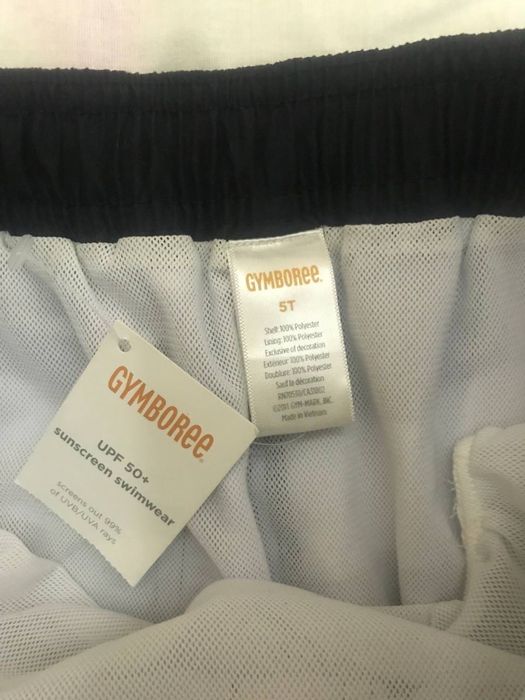 GYMBOREE
5T
Shell: 100% Polyester
Lining: 100% Polyester
Exclusive of decoration
Extérieur: 100% Polyester
Doublure: 100% Polyester
Sauf la décoration
©2011 GYM-MARK, INC.
Made in Vietnam
GYMBOREE
UPF 50+
sunscreen swimwear
screens out 99%
of UVB/UVA rays